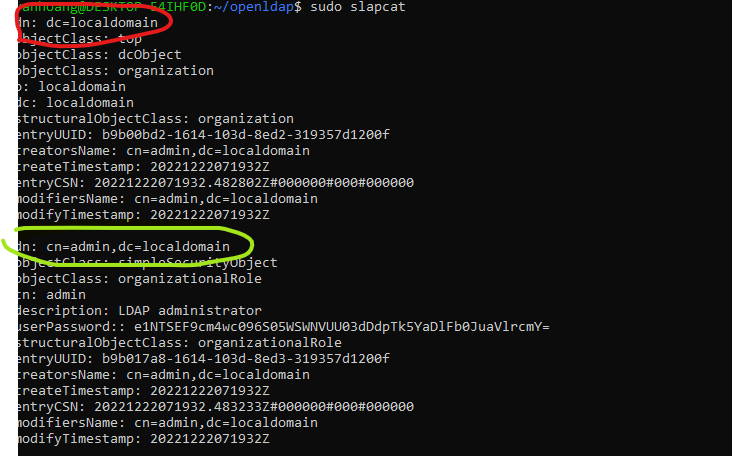 anhoang@DESKTOP-E4IHF0D:~/openldap$ sudo slapcat
dn: dc=localdomain
objectClass: top
objectClass: dcObject
objectClass: organization
o: localdomain
dc: localdomain
structuralObjectClass: organization
entryUUID: b9b00bd2-1614-103d-8ed2-319357d1200f
creatorsName: cn=admin,dc=localdomain
createTimestamp: 20221222071932Z
entryCSN: 20221222071932.482802Z#000000#000#000000
modifiersName: cn=admin,dc=localdomain
modifyTimestamp: 20221222071932Z
dn: cn=admin,dc=localdomain
objectClass: simpleSecurityObject
objectClass: organizationalRole
cn: admin
description: LDAP administrator
userPassword:: e1NTSEF9cm4wc096S05WSWNVUU03dDdpTk5YaDlFb0JuaVlrcmY=
structuralObjectClass: organizationalRole
entryUUID: b9b017a8-1614-103d-8ed3-319357d1200f
creatorsName: cn=admin,dc=localdomain
createTimestamp: 20221222071932Z
entryCSN: 20221222071932.483233Z#000000#000#000000
modifiersName: cn=admin,dc=localdomain
modifyTimestamp: 20221222071932Z